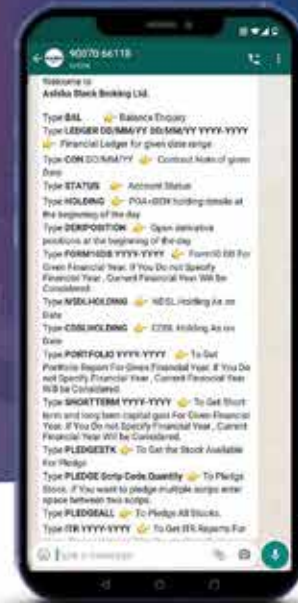 90070 66110
online
Welcome to
Ashika Stock Broking Ltd.
Type BAL 👉 Balance Enquiry
Type LEDGER DD/MM/YY DD/MM/YY YYYY-YYYY
👉 Financial Ledger for given date range
Type CON DD/MM/YY 👉 Contract Note of given
Date
Type STATUS 👉 Account Status
Type HOLDING 👉 POA+BEN holding details at
the beginning of the day
Type DERIPOSITION 👉 Open derivative
positions at the beginning of the day
Type FORM10DB YYYY-YYYY 👉 Form10 DB For
Given Financial Year. If You Do not Specify
Financial Year, Current Financial Year Will Be
Considered.
Type NSDLHOLDING 👉 NSDL Holding As on
Date
Type CDSLHOLDING 👉 CDSL Holding As on
Date
Type PORTFOLIO YYYY-YYYY 👉 To Get
Portfolio Report For Given Financial Year. If You Do
not Specify Financial Year, Current Financial Year
Will Be Considered.
Type SHORTTERM YYYY-YYYY 👉 To Get Short
term and long term capital gain For Given Financial
Year. If You Do not Specify Financial Year, Current
Financial Year Will Be Considered.
Type PLEDGESTK 👉 To Get the Stock Available
For Pledge
Type PLEDGE Scrip Code,Quantity 👉 To Pledge
Stock. If You want to pledge multiple scrips enter
space between two scrips.
Type PLEDGEALL 👉 To Pledge All Stocks.
Type ITR YYYY-YYYY 👉 To Get ITR Reports For
Type a message